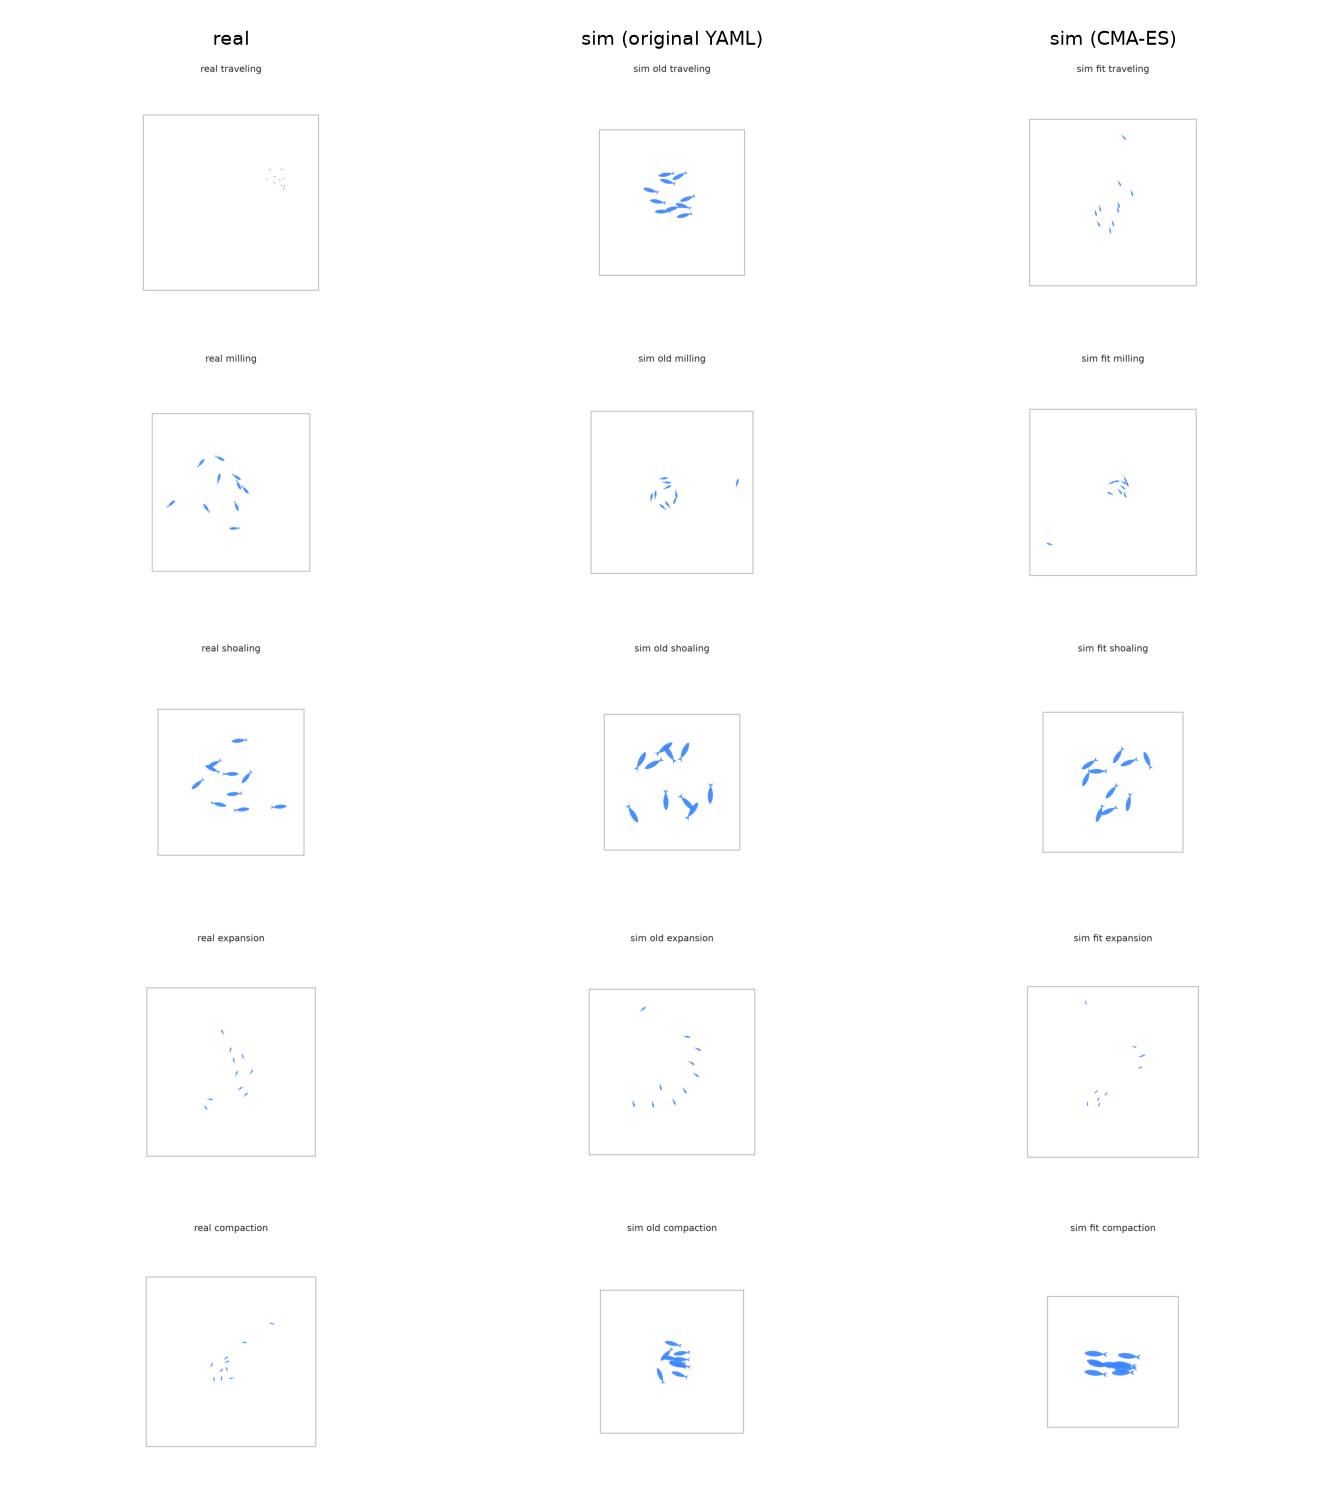 real
sim (original YAML)
sim (CMA-ES)
real traveling
sim old traveling
sim fit traveling
real milling
sim old milling
sim fit milling
real shoaling
sim old shoaling
sim fit shoaling
real expansion
sim old expansion
sim fit expansion
real compaction
sim old compaction
sim fit compaction